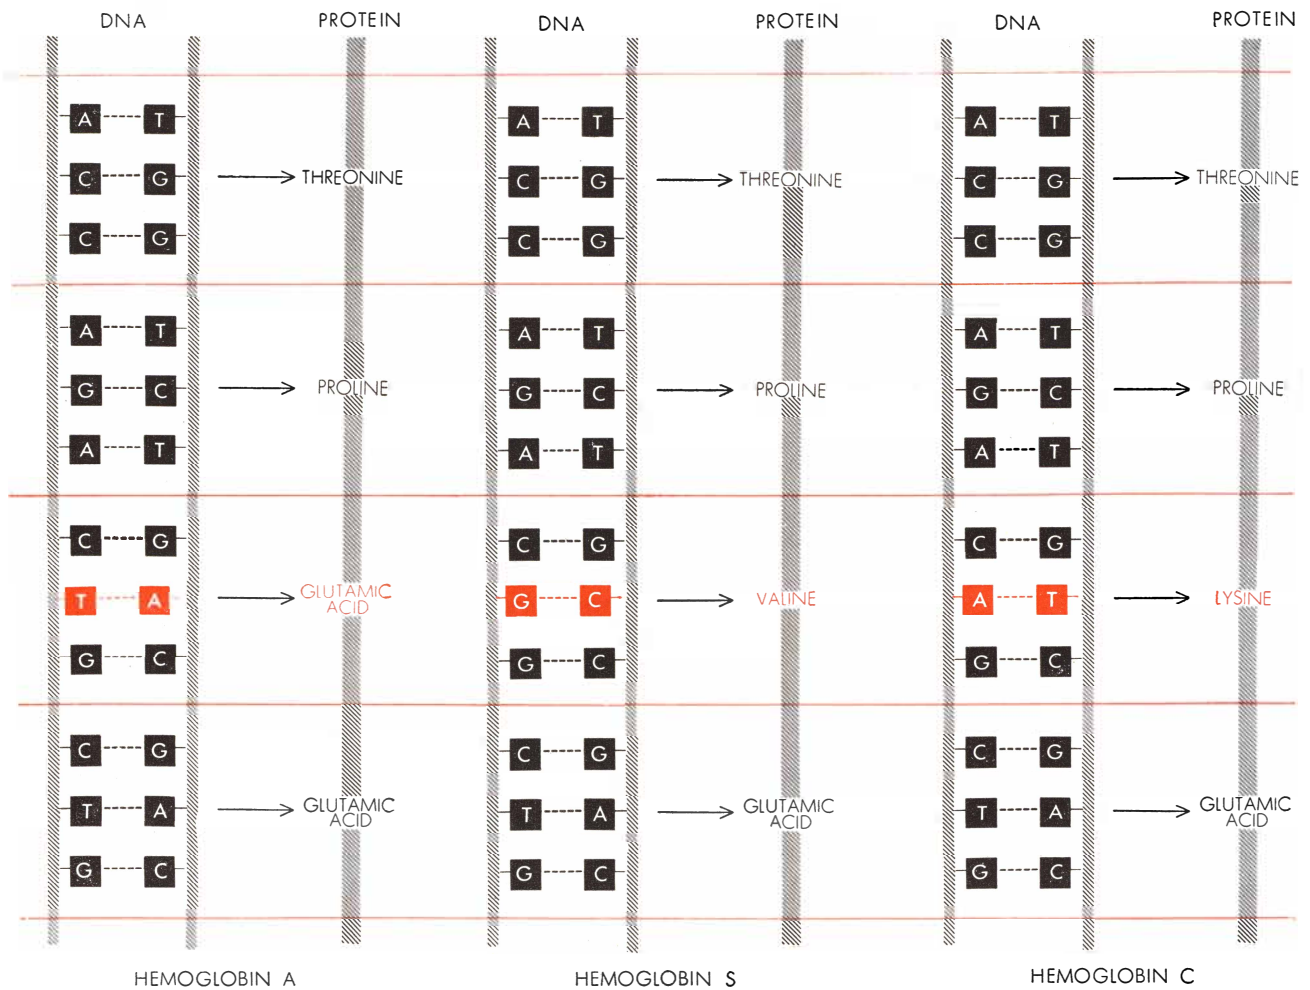 DNA PROTEIN DNA PROTEIN DNA PROTEIN
A T A T A T
C G THREONINE C G THREONINE C G THREONINE
C G C G C G
A T A T A T
G C PROLINE G C PROLINE G C PROLINE
A T A T A T
C G C G C G
T A GLUTAMIC ACID G C VALINE A T LYSINE
G C G C G C
C G C G C G
T A GLUTAMIC ACID T A GLUTAMIC ACID T A GLUTAMIC ACID
G C G C G C
HEMOGLOBIN A HEMOGLOBIN S HEMOGLOBIN C